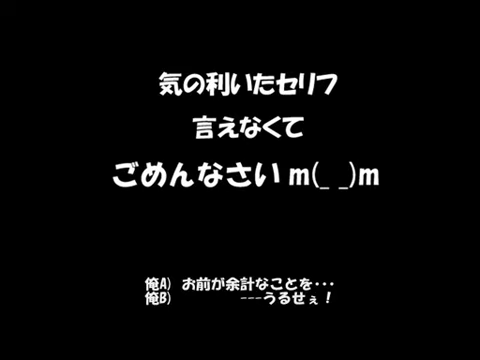 気の利いたセリフ
言えなくて
ごめんなさいm(_ _)m
俺A) お前が余計なことを・・・
俺B) ---うるせぇ！